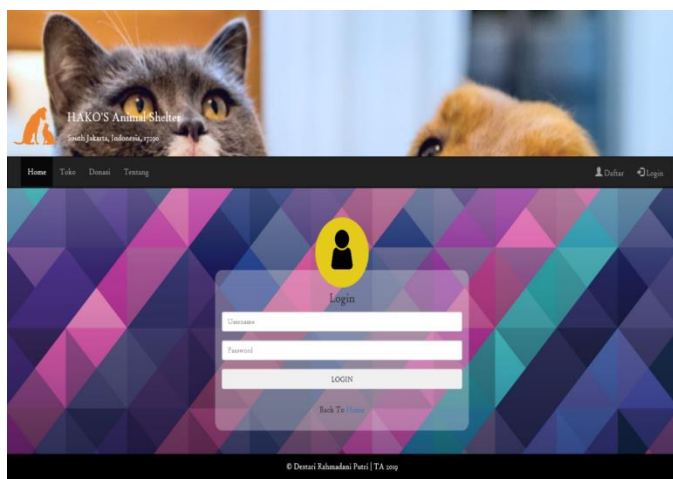 HAKO'S Animal Shelter
South Jakarta, Indonesia, 17290
Home Toko Donasi Tentang Daftar Login
Login
Username
Password
LOGIN
Back To Home
© Destari Rahmadani Putri | TA 2019